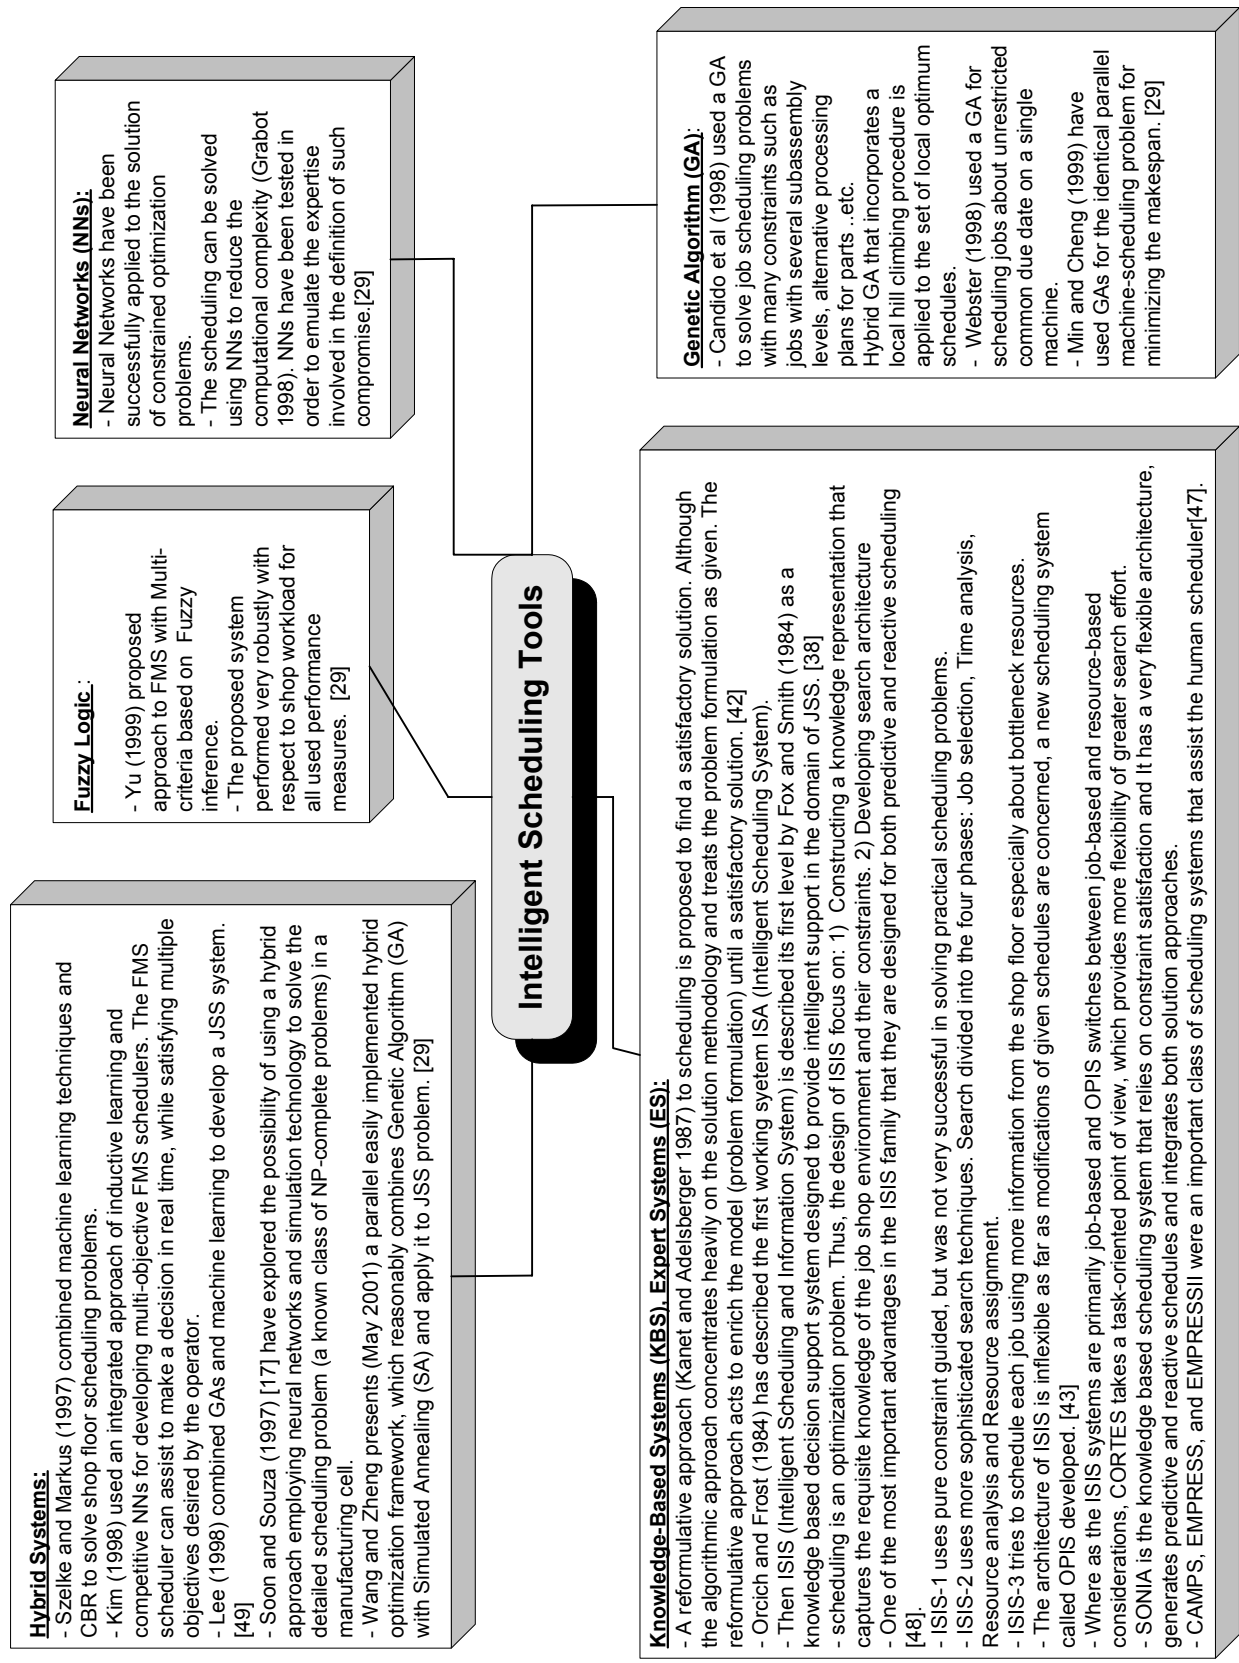 Hybrid Systems:
- Szelke and Markus (1997) combined machine learning techniques and
CBR to solve shop floor scheduling problems.
- Kim (1998) used an integrated approach of inductive learning and
competitive NNs for developing multi-objective FMS schedulers. The FMS
scheduler can assist to make a decision in real time, while satisfying multiple
objectives desired by the operator.
- Lee (1998) combined GAs and machine learning to develop a JSS system.
[49]
- Soon and Souza (1997) [17] have explored the possibility of using a hybrid
approach employing neural networks and simulation technology to solve the
detailed scheduling problem (a known class of NP-complete problems) in a
manufacturing cell.
- Wang and Zheng presents (May 2001) a parallel easily implemented hybrid
optimization framework, which reasonably combines Genetic Algorithm (GA)
with Simulated Annealing (SA) and apply it to JSS problem. [29]
Fuzzy Logic :
- Yu (1999) proposed
approach to FMS with Multi-
criteria based on Fuzzy
inference.
- The proposed system
performed very robustly with
respect to shop workload for
all used performance
measures. [29]
Neural Networks (NNs):
- Neural Networks have been
successfully applied to the solution
of constrained optimization
problems.
- The scheduling can be solved
using NNs to reduce the
computational complexity (Grabot
1998). NNs have been tested in
order to emulate the expertise
involved in the definition of such
compromise.[29]
Intelligent Scheduling Tools
Knowledge-Based Systems (KBS), Expert Systems (ES):
- A reformulative approach (Kanet and Adelsberger 1987) to scheduling is proposed to find a satisfactory solution. Although
the algorithmic approach concentrates heavily on the solution methodology and treats the problem formulation as given. The
reformulative approach acts to enrich the model (problem formulation) until a satisfactory solution. [42]
- Orcich and Frost (1984) has described the first working system ISA (Intelligent Scheduling System).
- Then ISIS (Intelligent Scheduling and Information System) is described its first level by Fox and Smith (1984) as a
knowledge based decision support system designed to provide intelligent support in the domain of JSS. [38]
- scheduling is an optimization problem. Thus, the design of ISIS focus on: 1) Constructing a knowledge representation that
captures the requisite knowledge of the job shop environment and their constraints. 2) Developing search architecture
- One of the most important advantages in the ISIS family that they are designed for both predictive and reactive scheduling
[48].
- ISIS-1 uses pure constraint guided, but was not very successful in solving practical scheduling problems.
- ISIS-2 uses more sophisticated search techniques. Search divided into the four phases: Job selection, Time analysis,
Resource analysis and Resource assignment.
- ISIS-3 tries to schedule each job using more information from the shop floor especially about bottleneck resources.
- The architecture of ISIS is inflexible as far as modifications of given schedules are concerned, a new scheduling system
called OPIS developed. [43]
- Where as the ISIS systems are primarily job-based and OPIS switches between job-based and resource-based
considerations, CORTES takes a task-oriented point of view, which provides more flexibility of greater search effort.
- SONIA is the knowledge based scheduling system that relies on constraint satisfaction and It has a very flexible architecture,
generates predictive and reactive schedules and integrates both solution approaches.
- CAMPS, EMPRESS, and EMPRESSII were an important class of scheduling systems that assist the human scheduler[47].
Genetic Algorithm (GA):
- Candido et al (1998) used a GA
to solve job scheduling problems
with many constraints such as
jobs with several subassembly
levels, alternative processing
plans for parts ..etc.
Hybrid GA that incorporates a
local hill climbing procedure is
applied to the set of local optimum
schedules.
- Webster (1998) used a GA for
scheduling jobs about unrestricted
common due date on a single
machine.
- Min and Cheng (1999) have
used GAs for the identical parallel
machine-scheduling problem for
minimizing the makespan. [29]